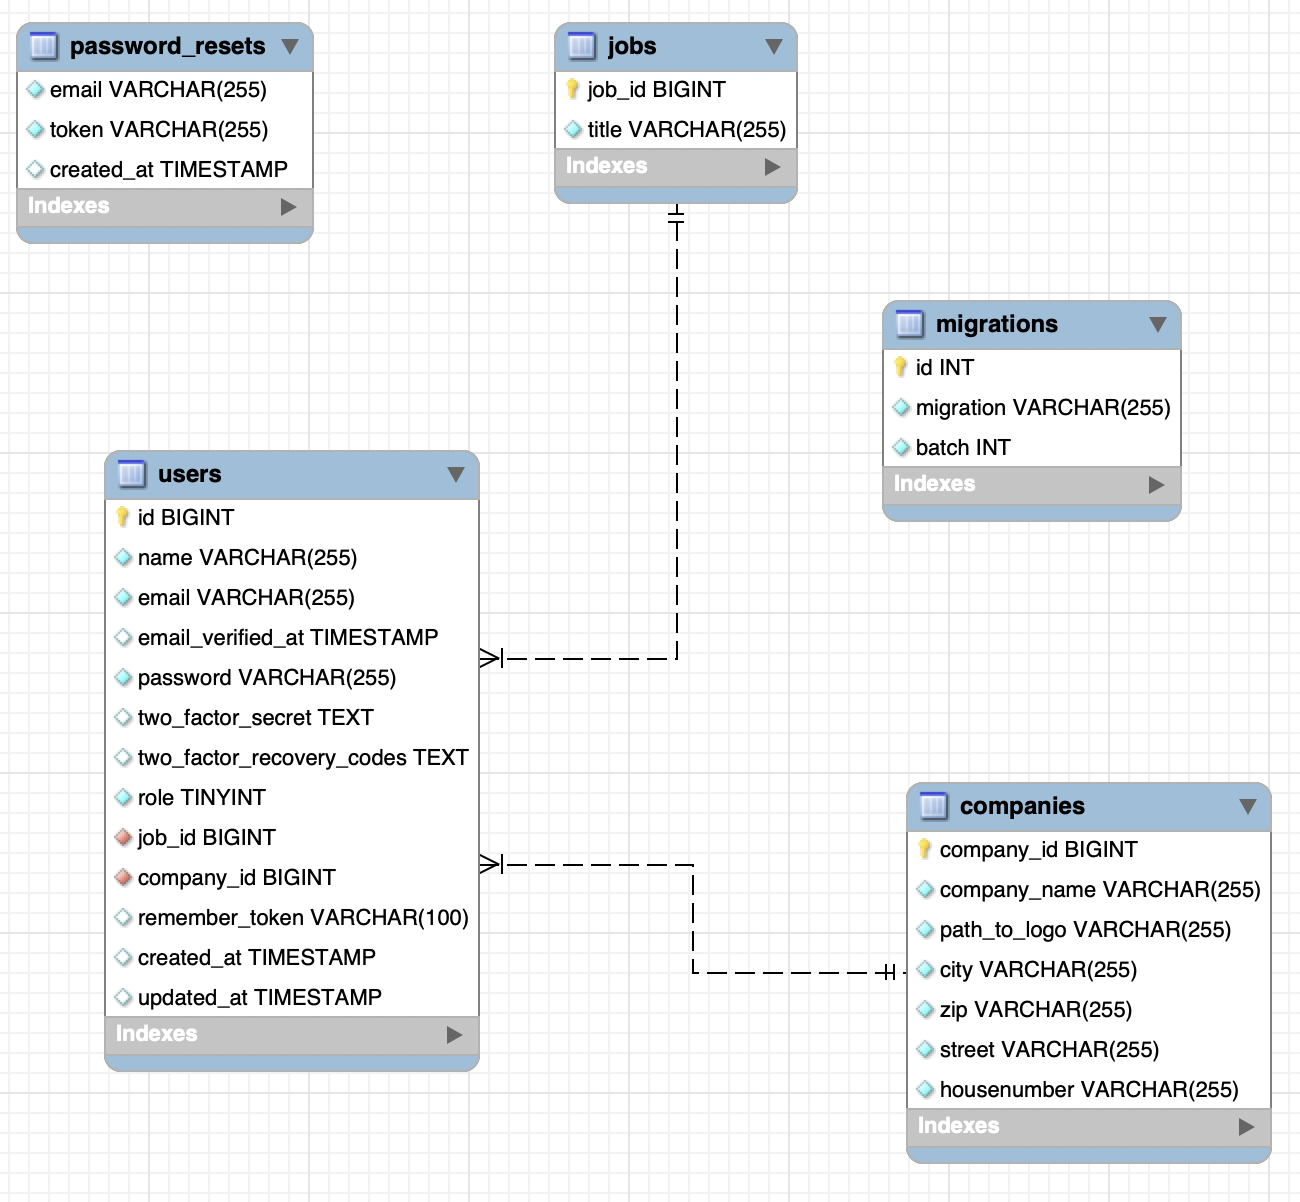 password_resets
email VARCHAR(255)
token VARCHAR(255)
created_at TIMESTAMP
Indexes
jobs
job_id BIGINT
title VARCHAR(255)
Indexes
migrations
id INT
migration VARCHAR(255)
batch INT
Indexes
users
id BIGINT
name VARCHAR(255)
email VARCHAR(255)
email_verified_at TIMESTAMP
password VARCHAR(255)
two_factor_secret TEXT
two_factor_recovery_codes TEXT
role TINYINT
job_id BIGINT
company_id BIGINT
remember_token VARCHAR(100)
created_at TIMESTAMP
updated_at TIMESTAMP
Indexes
companies
company_id BIGINT
company_name VARCHAR(255)
path_to_logo VARCHAR(255)
city VARCHAR(255)
zip VARCHAR(255)
street VARCHAR(255)
housenumber VARCHAR(255)
Indexes